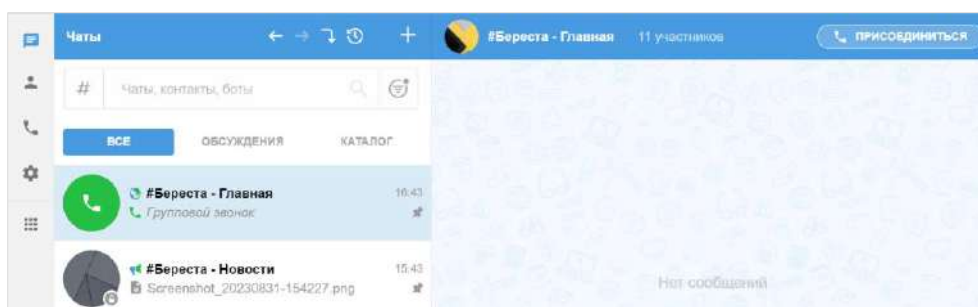 Чаты
#Береста - Главная 11 участников ПРИСОЕДИНИТЬСЯ
# Чаты, контакты, боты
ВСЕ ОБСУЖДЕНИЯ КАТАЛОГ
#Береста - Главная 16:43
Групповой звонок
#Береста - Новости 15:43
Screenshot_20230831-154227.png
Нет сообщений